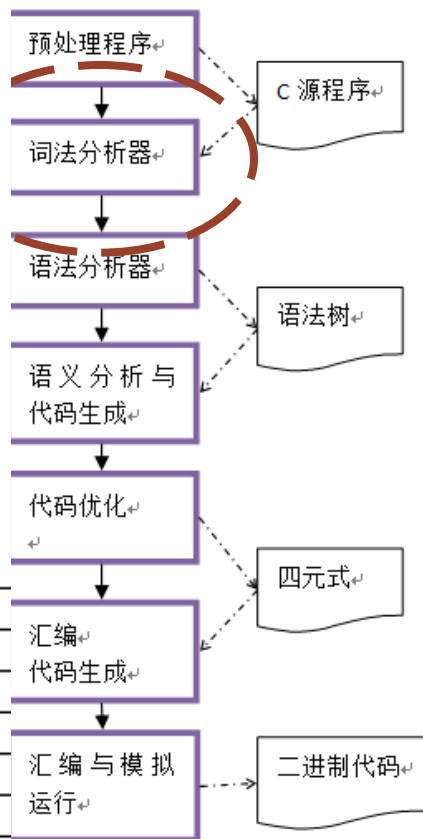 预处理程序
C 源程序
词法分析器
语法分析器
语法树
语义分析与
代码生成
代码优化
四元式
汇编
代码生成
汇编与模拟
运行
二进制代码